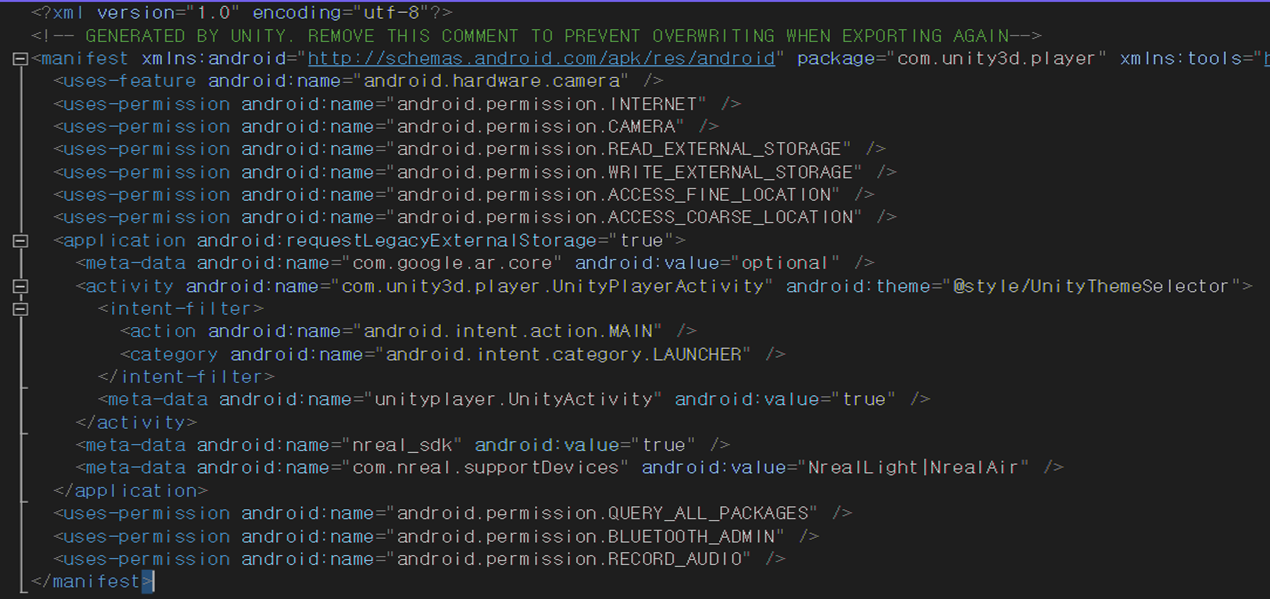 <?xml version="1.0" encoding="utf-8"?>
<!-- GENERATED BY UNITY. REMOVE THIS COMMENT TO PREVENT OVERWRITING WHEN EXPORTING AGAIN-->
<manifest xmlns:android="http://schemas.android.com/apk/res/android" package="com.unity3d.player" xmlns:tools="h
<uses-feature android:name="android.hardware.camera" />
<uses-permission android:name="android.permission.INTERNET" />
<uses-permission android:name="android.permission.CAMERA" />
<uses-permission android:name="android.permission.READ_EXTERNAL_STORAGE" />
<uses-permission android:name="android.permission.WRITE_EXTERNAL_STORAGE" />
<uses-permission android:name="android.permission.ACCESS_FINE_LOCATION" />
<uses-permission android:name="android.permission.ACCESS_COARSE_LOCATION" />
<application android:requestLegacyExternalStorage="true">
<meta-data android:name="com.google.ar.core" android:value="optional" />
<activity android:name="com.unity3d.player.UnityPlayerActivity" android:theme="@style/UnityThemeSelector">
<intent-filter>
<action android:name="android.intent.action.MAIN" />
<category android:name="android.intent.category.LAUNCHER" />
</intent-filter>
<meta-data android:name="unityplayer.UnityActivity" android:value="true" />
</activity>
<meta-data android:name="nreal_sdk" android:value="true" />
<meta-data android:name="com.nreal.supportDevices" android:value="NrealLight|NrealAir" />
</application>
<uses-permission android:name="android.permission.QUERY_ALL_PACKAGES" />
<uses-permission android:name="android.permission.BLUETOOTH_ADMIN" />
<uses-permission android:name="android.permission.RECORD_AUDIO" />
</manifest>